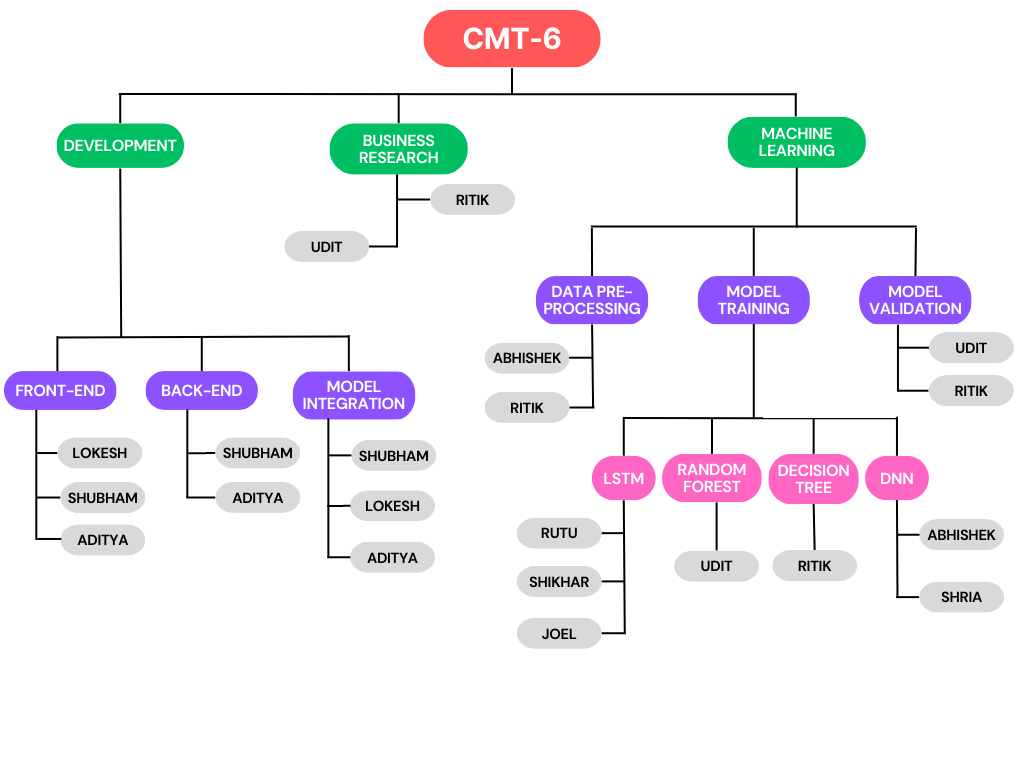 CMT-6
DEVELOPMENT
BUSINESS
RESEARCH
MACHINE
LEARNING
RITIK
UDIT
DATA PRE-
PROCESSING
MODEL
TRAINING
MODEL
VALIDATION
ABHISHEK
RITIK
UDIT
RITIK
FRONT-END
BACK-END
MODEL
INTEGRATION
LOKESH
SHUBHAM
ADITYA
SHUBHAM
ADITYA
SHUBHAM
LOKESH
ADITYA
LSTM
RANDOM
FOREST
DECISION
TREE
DNN
RUTU
SHIKHAR
JOEL
UDIT
RITIK
ABHISHEK
SHRIA